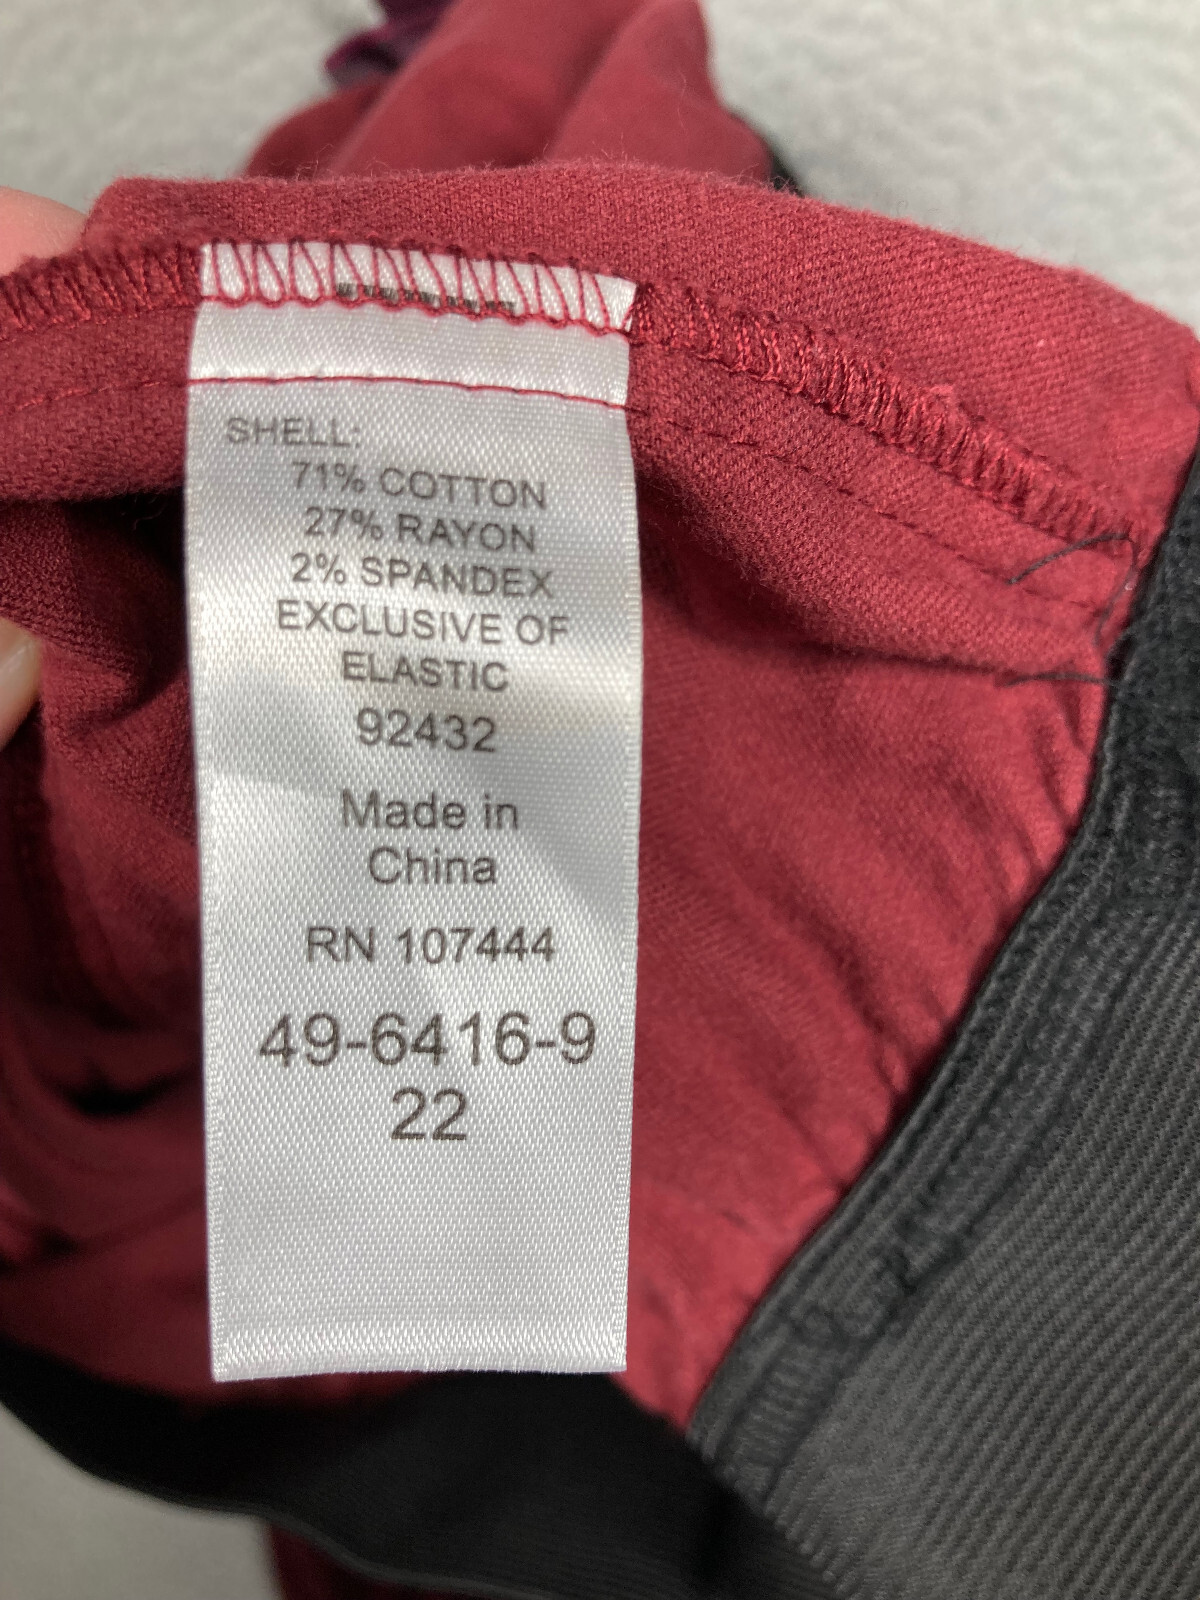 SHELL:
71% COTTON
27% RAYON
2% SPANDEX
EXCLUSIVE OF
ELASTIC
92432
Made in
China
RN 107444
49-6416-9
22